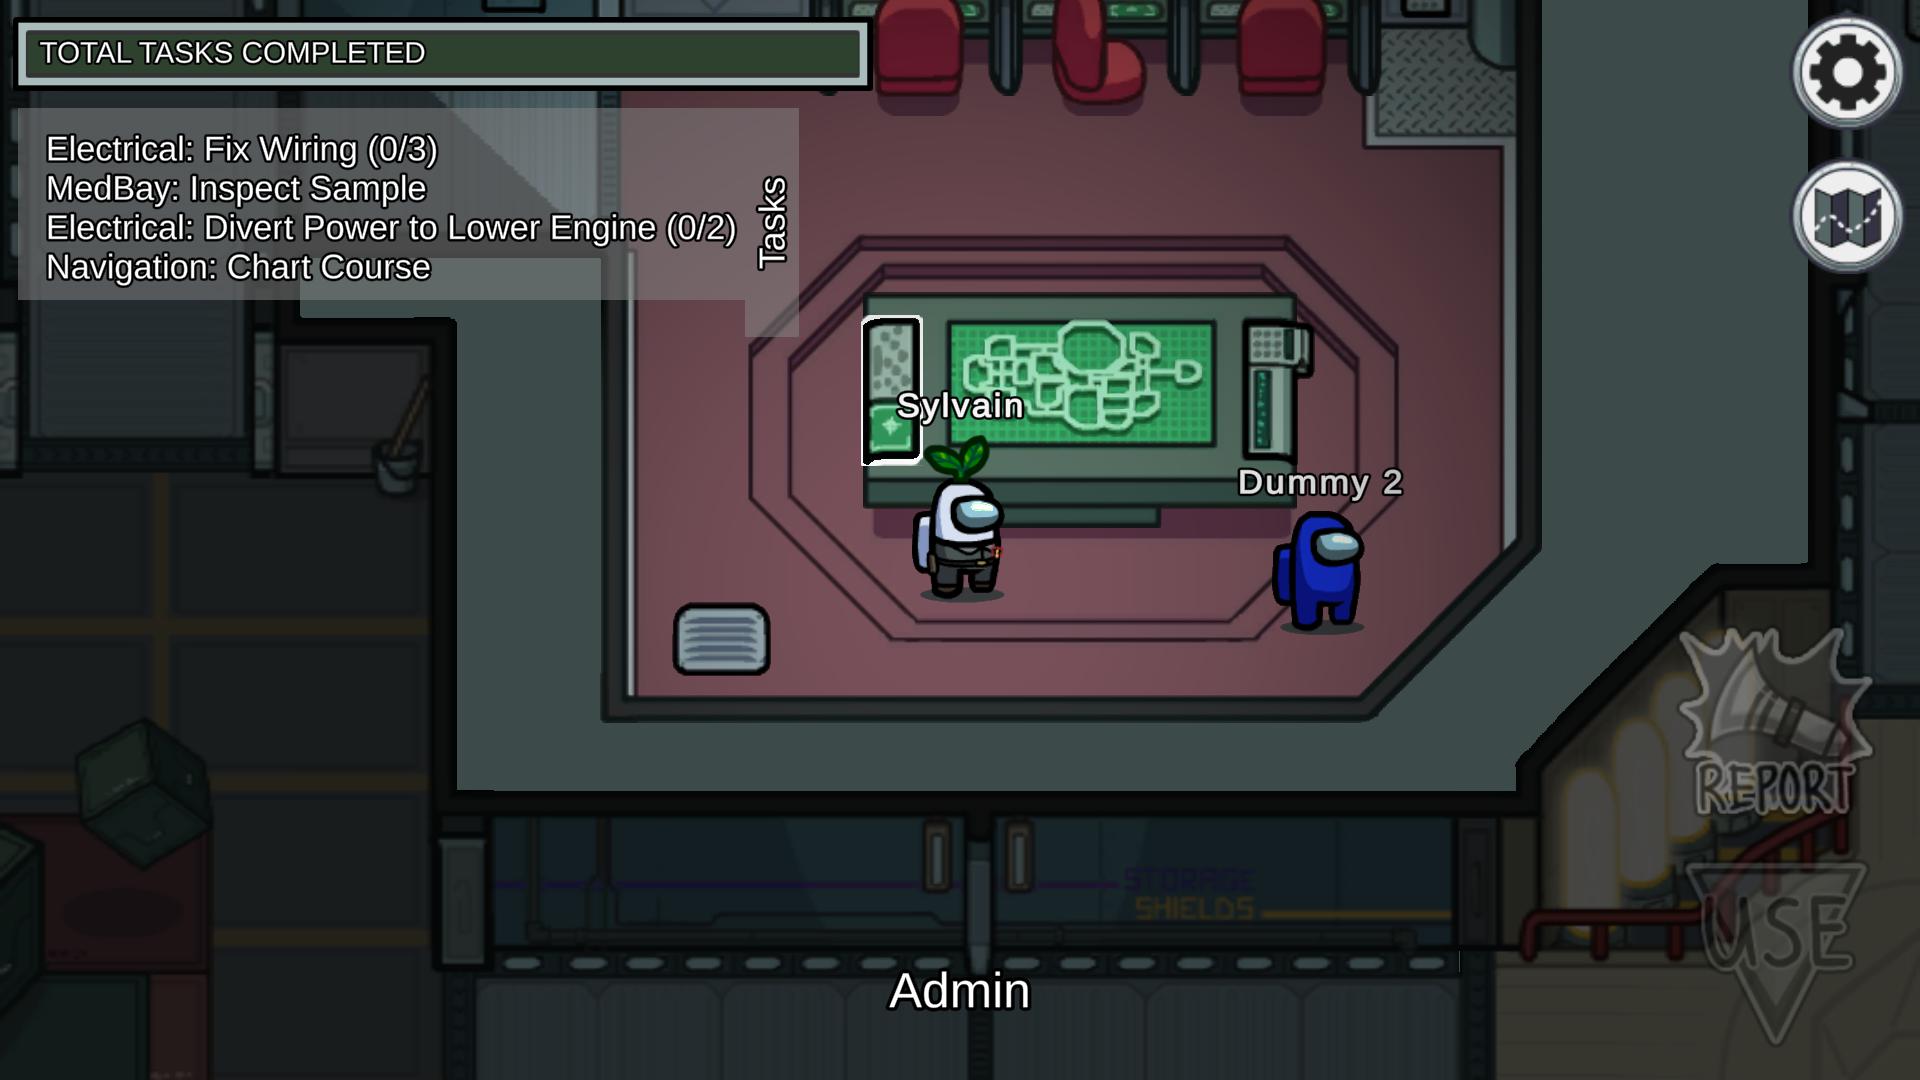 TOTAL TASKS COMPLETED
Electrical: Fix Wiring (0/3)
MedBay: Inspect Sample
Electrical: Divert Power to Lower Engine (0/2)
Navigation: Chart Course
Tasks
Sylvain
Dummy 2
REPORT
STORAGE
SHIELDS
USE
Admin